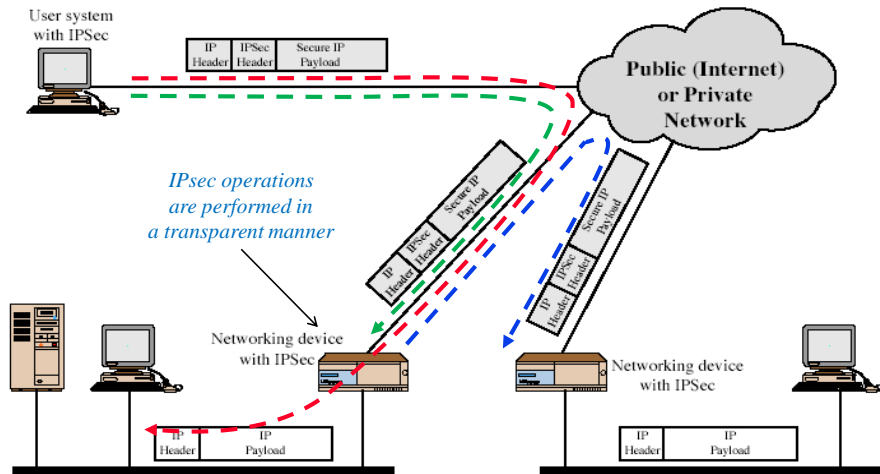 User system
with IPSec
IP
Header
IPSec
Header
Secure IP
Payload
Public (Internet)
or Private
Network
IPsec operations
are performed in
a transparent manner
IP
Header
IPSec
Header
Secure IP
Payload
IP
Header
IPSec
Header
Secure IP
Payload
Networking device
with IPSec
Networking device
with IPSec
IP
Header
IP
Payload
IP
Header
IP
Payload